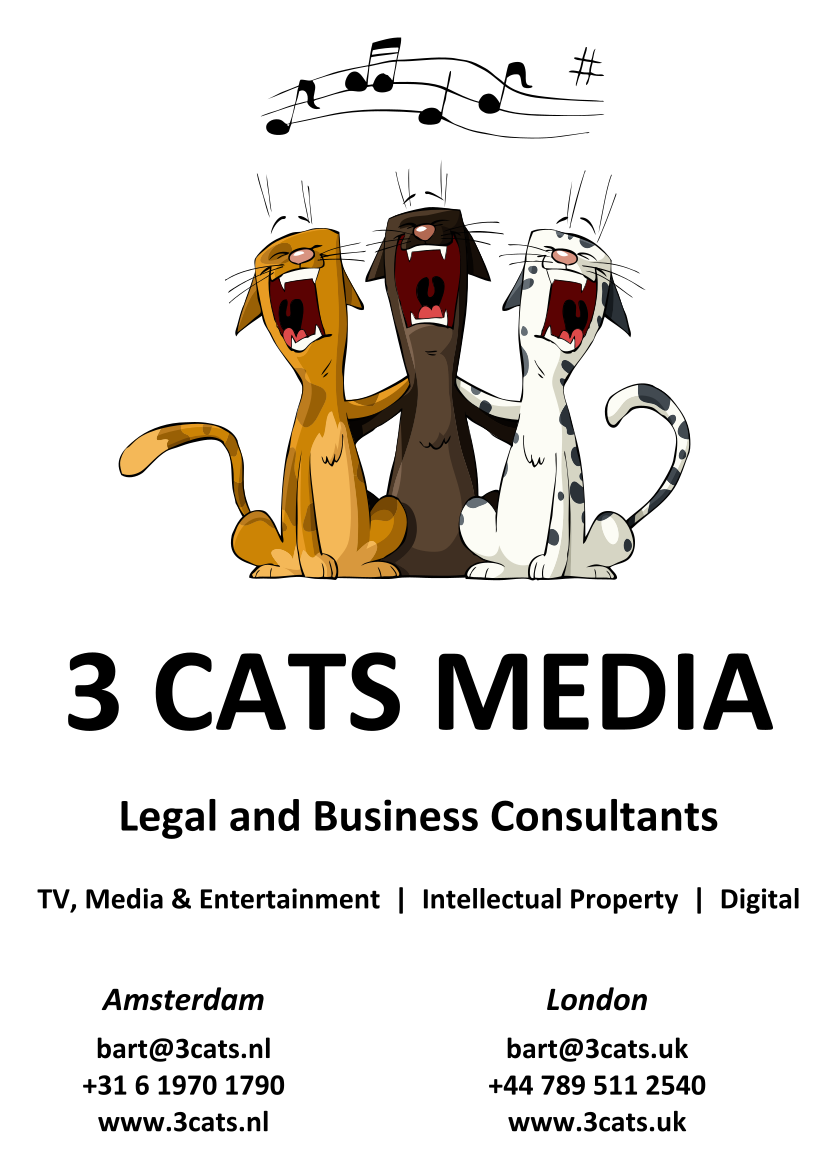 3 CATS MEDIA
Legal and Business Consultants
TV, Media & Entertainment | Intellectual Property | Digital
Amsterdam
bart@3cats.nl
+31 6 1970 1790
www.3cats.nl
London
bart@3cats.uk
+44 789 511 2540
www.3cats.uk